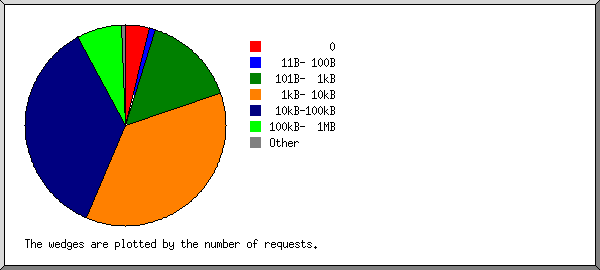 0
11B- 100B
101B- 1kB
1kB- 10kB
10kB-100kB
100kB- 1MB
Other
The wedges are plotted by the number of requests.